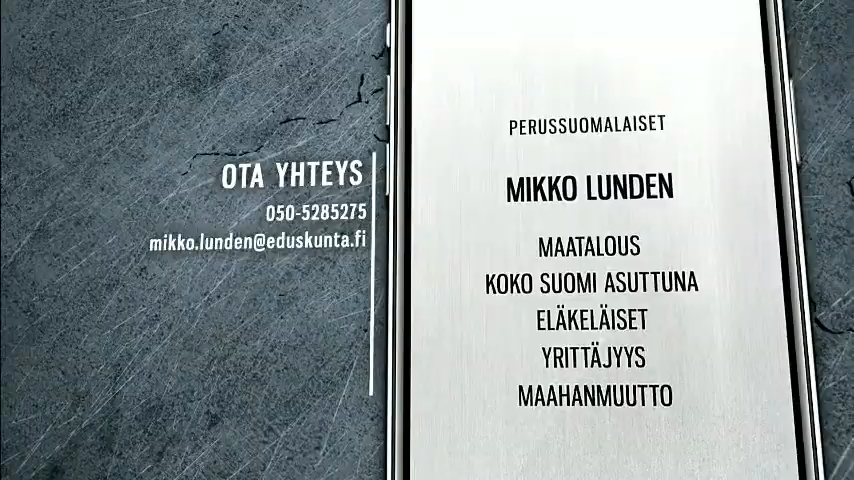 OTA YHTEYS
050-5285275
mikko.lunden@eduskunta.fi
PERUSSUOMALAISET
MIKKO LUNDEN
MAATALOUS
KOKO SUOMI ASUTTUNA
ELÄKELÄISET
YRITTÄJYYS
MAAHANMUUTTO